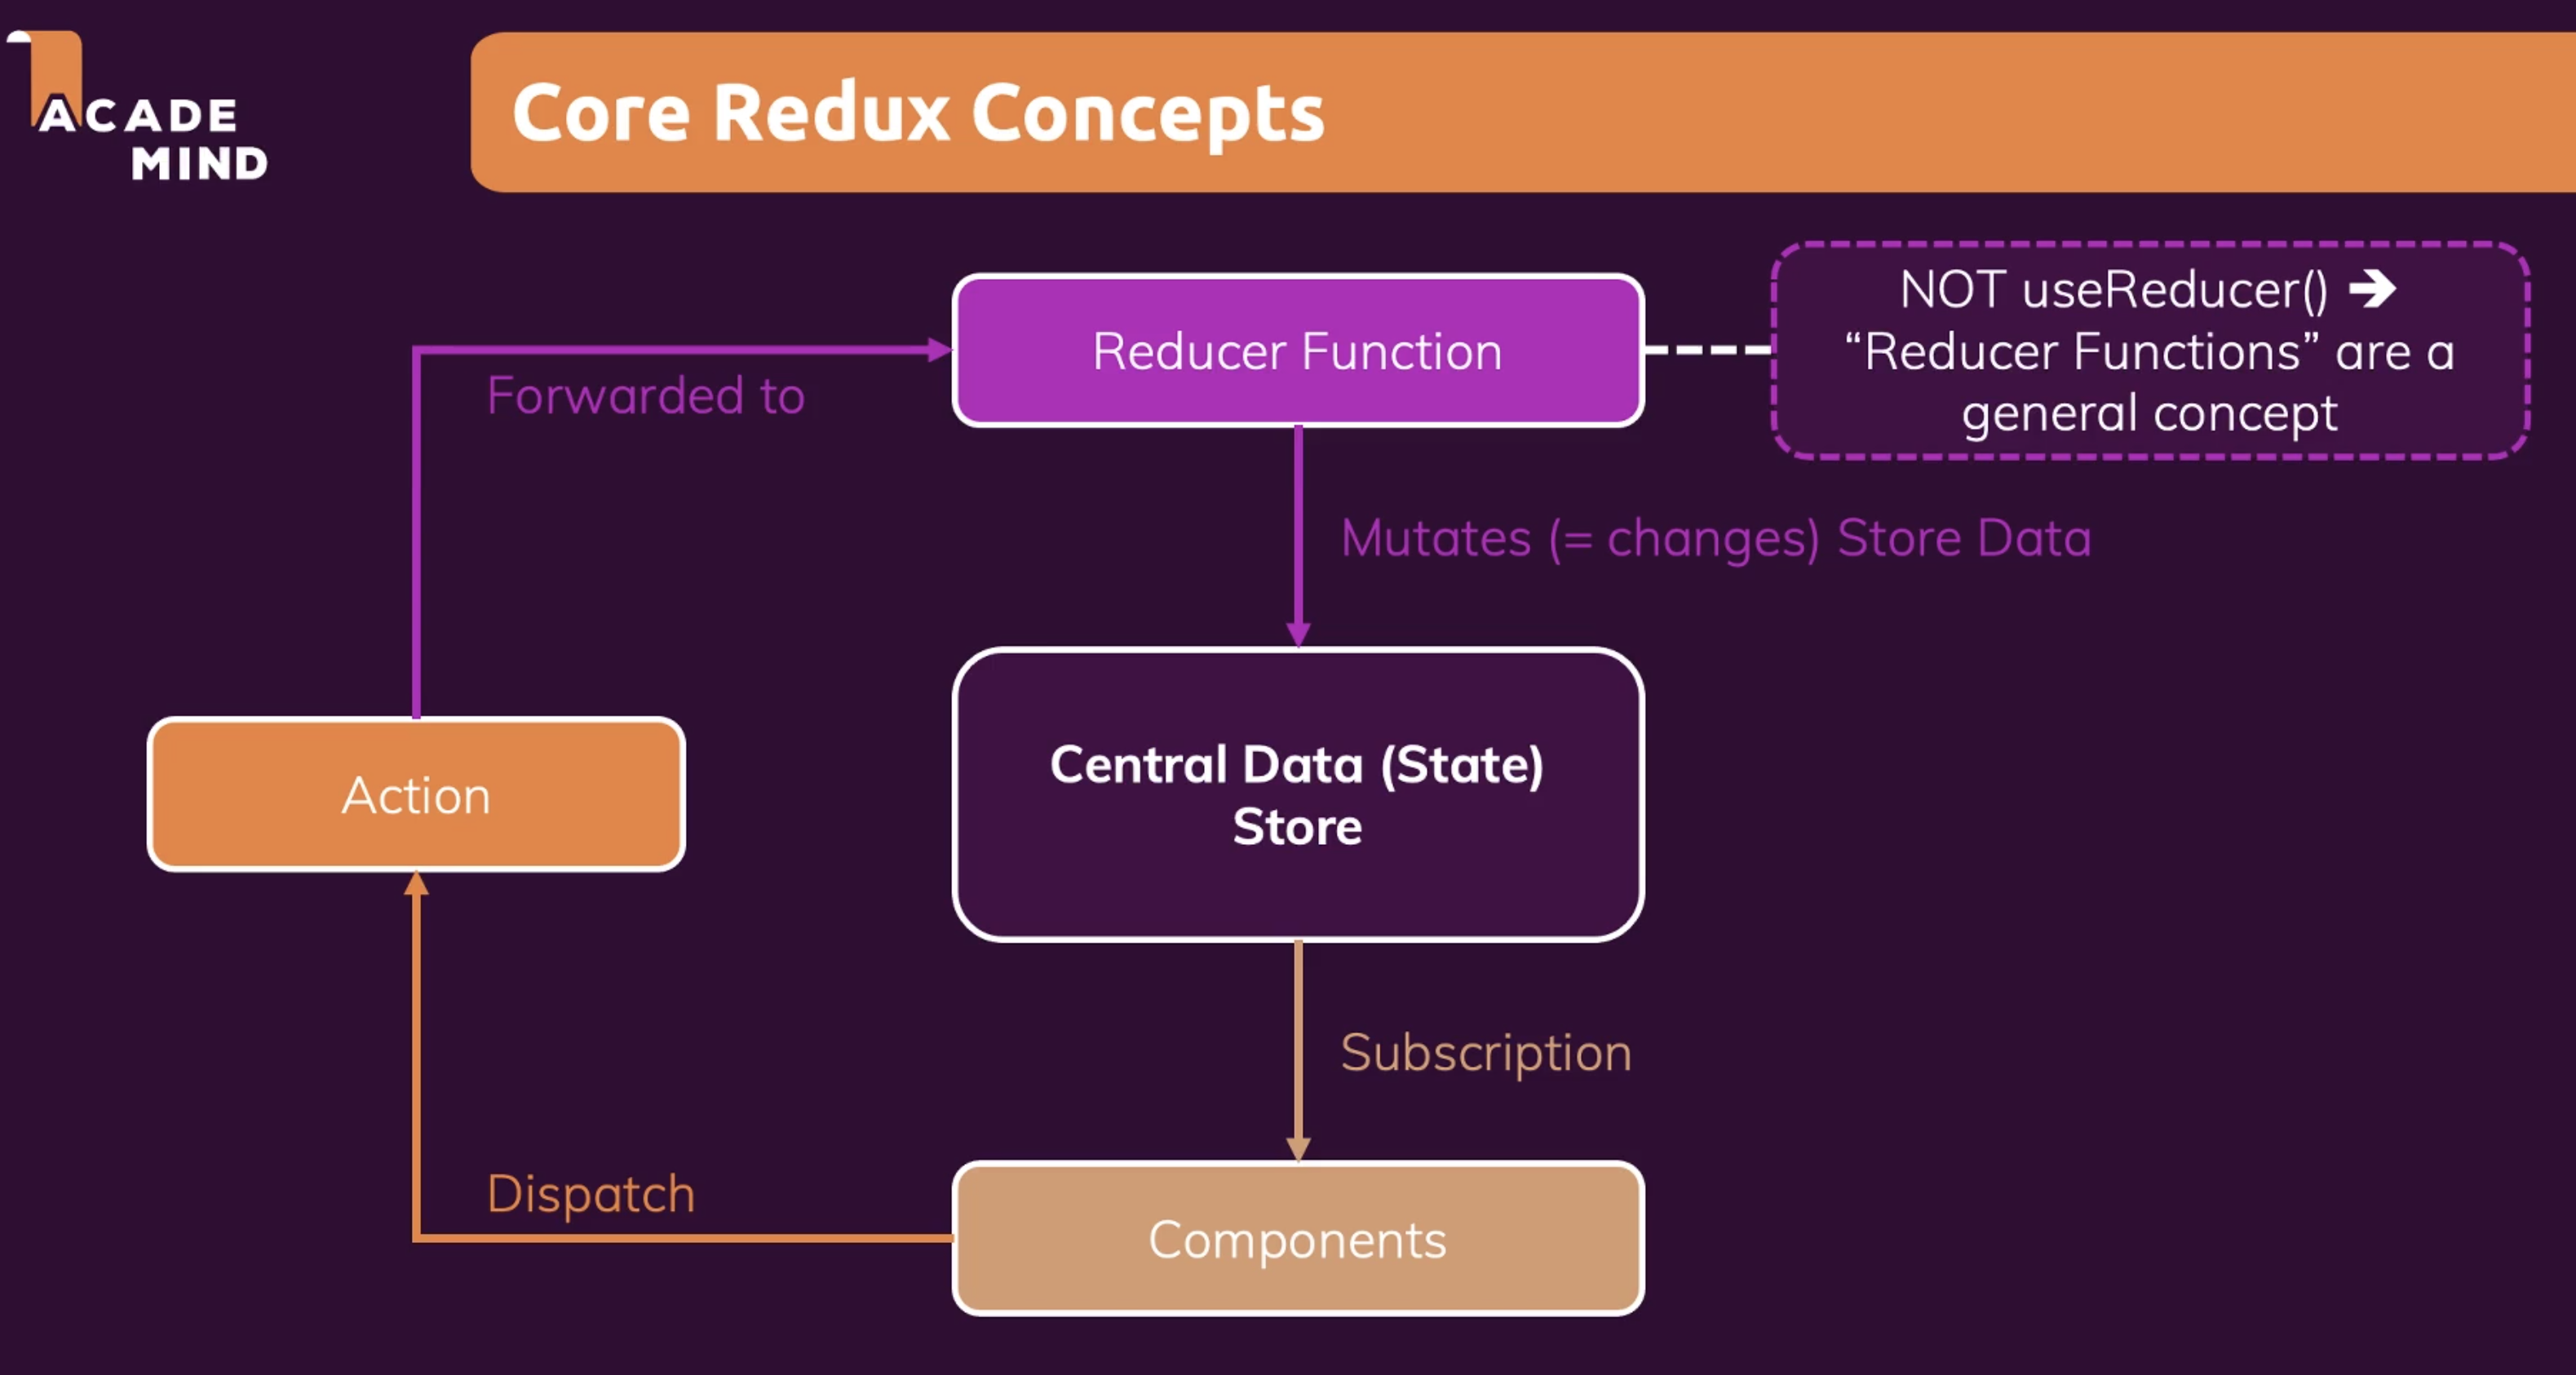 ACADE
MIND
Core Redux Concepts
Reducer Function
NOT useReducer() ➔
“Reducer Functions” are a
general concept
Forwarded to
Mutates (= changes) Store Data
Action
Central Data (State)
Store
Subscription
Dispatch
Components